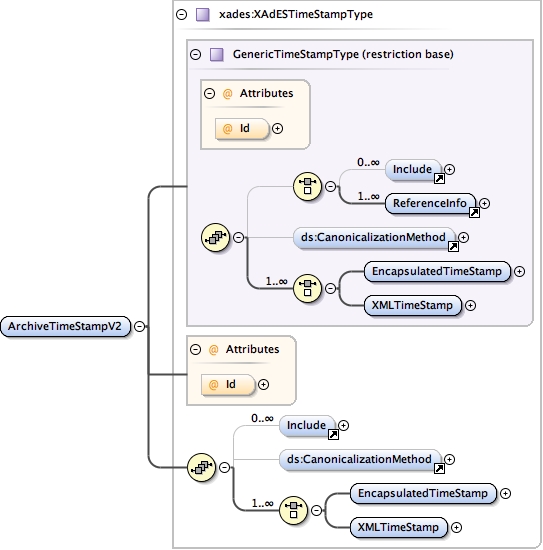 xades:XAdESTimeStampType
GenericTimeStampType (restriction base)
@ Attributes
@ Id
0..∞
Include
1..∞
ReferenceInfo
ds:CanonicalizationMethod
1..∞
EncapsulatedTimeStamp
XMLTimeStamp
ArchiveTimeStampV2
@ Attributes
@ Id
0..∞
Include
ds:CanonicalizationMethod
1..∞
EncapsulatedTimeStamp
XMLTimeStamp